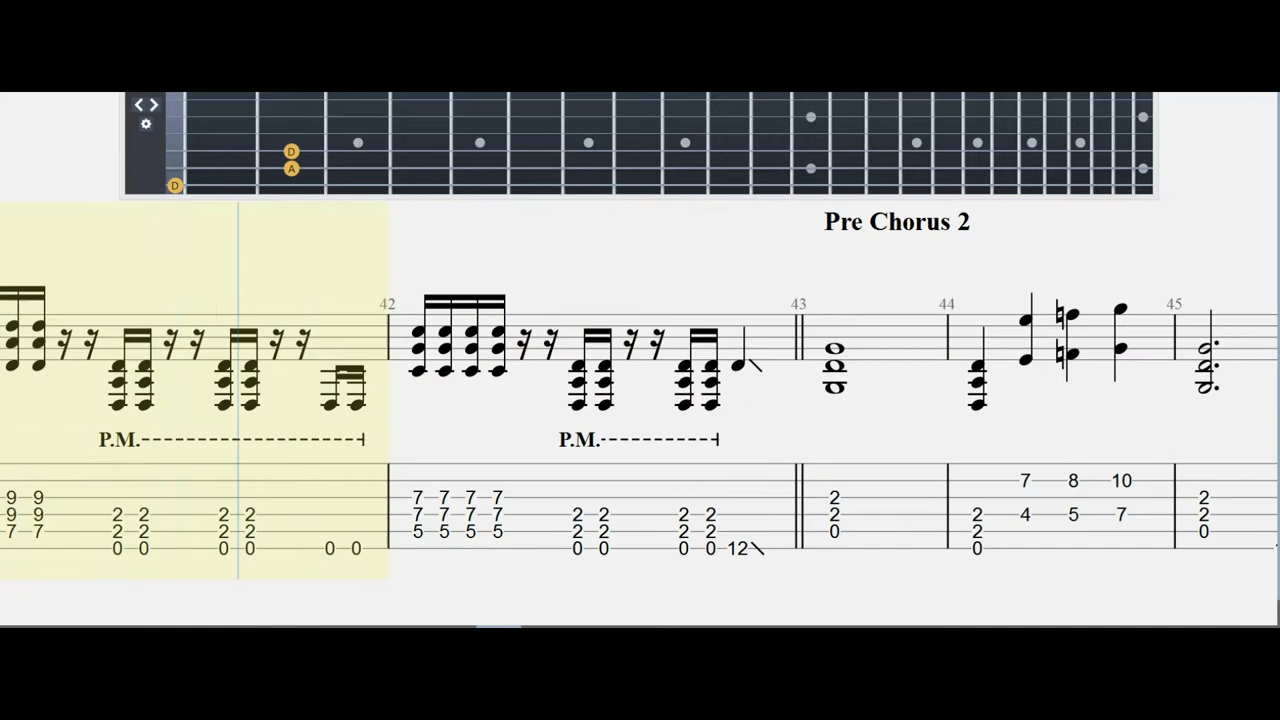 D
A
D
Pre Chorus 2
42 43 44 45
P.M. P.M.
7 8 10
9 9 7 7 7 7 2 2
9 9 2 2 2 2 7 7 7 7 2 2 2 2 2 2 4 5 7 2
7 7 2 2 2 2 5 5 5 5 2 2 2 2 0 2 0
0 0 0 0 0 0 0 0 0 0 12 0